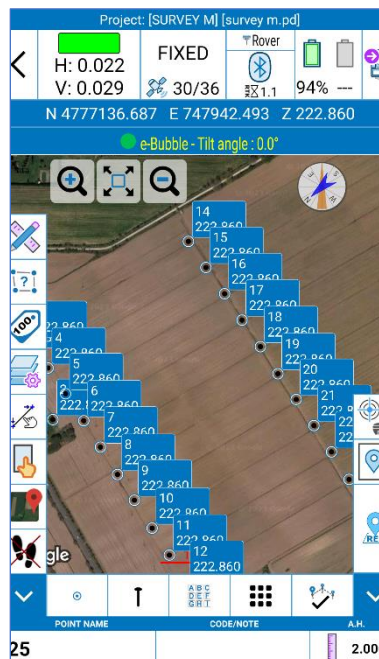 Project: [SURVEY M] [survey m.pd]
H: 0.022
V: 0.029
FIXED
30/36
Rover
1.1
94% ---
N 4777136.687 E 747942.493 Z 222.860
e-Bubble - Tilt angle : 0.0°
14
222.860
15
222.860
16
222.860
17
222.860
18
222.860
19
222.860
20
222.860
21
4
222.860
5
222.860
6
222.860
7
222.860
8
222.860
9
222.860
10
222.860
11
222.860
12
222.860
100°
?
REF
gle
A B C
D E F
G H I
POINT NAME
CODE/NOTE
A.H.
25
2.00